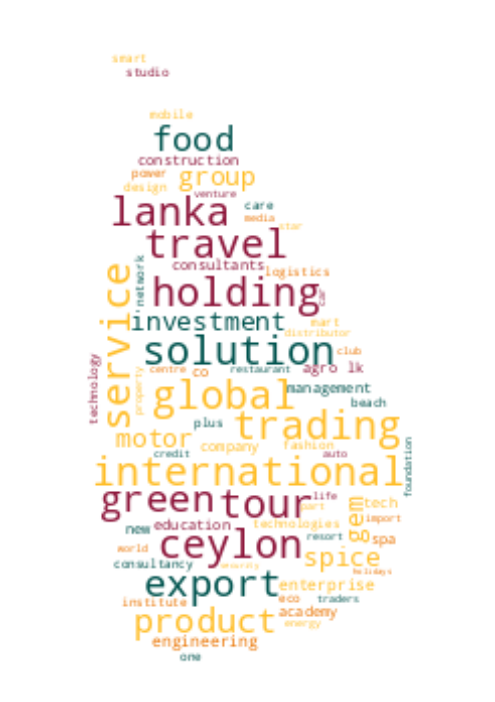 smart
studio
mobile
food
construction
power group
design
venture
lanka care
media
star
travel
consultants
logistics
network
holding
car
service
investment mart
distributor
solution club
technology
centre co restaurant agro lk
property
global management
beach
plus trading
motor company fashion
credit auto
foundation
international
green tour life
part
gem tech
new education technologies import
ceylon resort spa
world
spice
consultancy security holidays
export enterprise
institute eco traders
product academy
energy
engineering
one